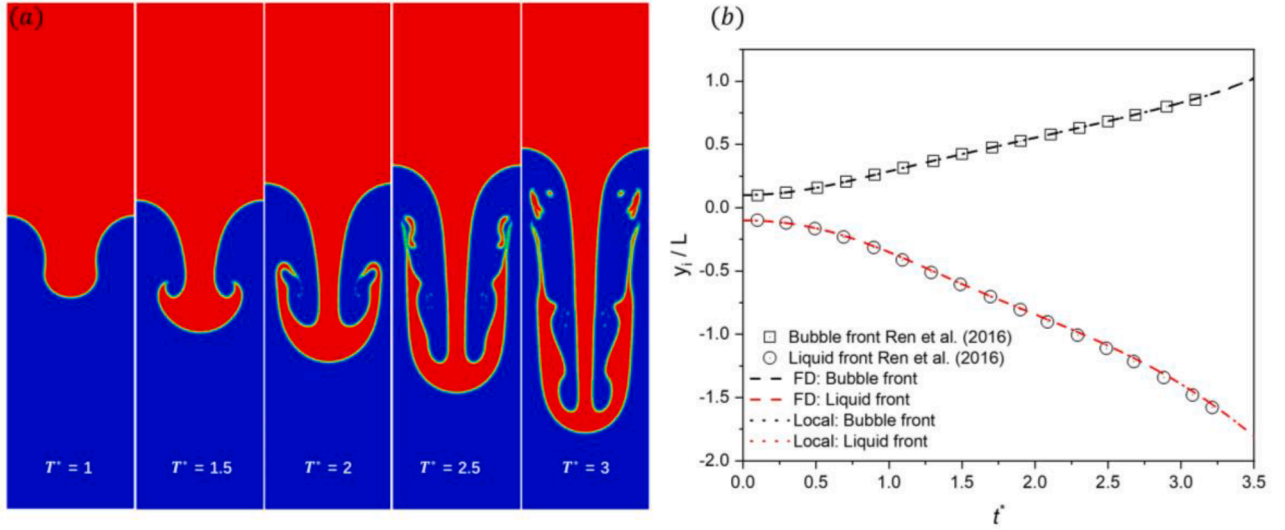 (a)
T* = 1
T* = 1.5
T* = 2
T* = 2.5
T* = 3
(b)
1.0
0.5
0.0
-0.5
-1.0
-1.5
-2.0
y_i / L
Bubble front Ren et al. (2016)
Liquid front Ren et al. (2016)
FD: Bubble front
FD: Liquid front
Local: Bubble front
Local: Liquid front
0.0 0.5 1.0 1.5 2.0 2.5 3.0 3.5
t*